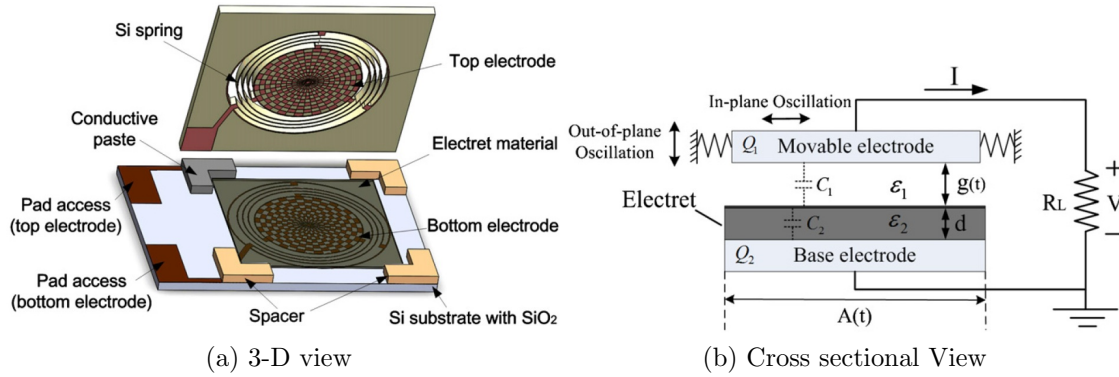 Si spring
Top electrode
Conductive
paste
Electret material
Pad access
(top electrode)
Bottom electrode
Pad access
(bottom electrode)
Spacer
Si substrate with SiO₂
(a) 3-D view
I
In-plane Oscillation
Out-of-plane
Oscillation
Q₁ Movable electrode
C₁ ε₁ g(t)
Electret
C₂ ε₂ d
Q₂ Base electrode
RL
+
V
−
A(t)
(b) Cross sectional View